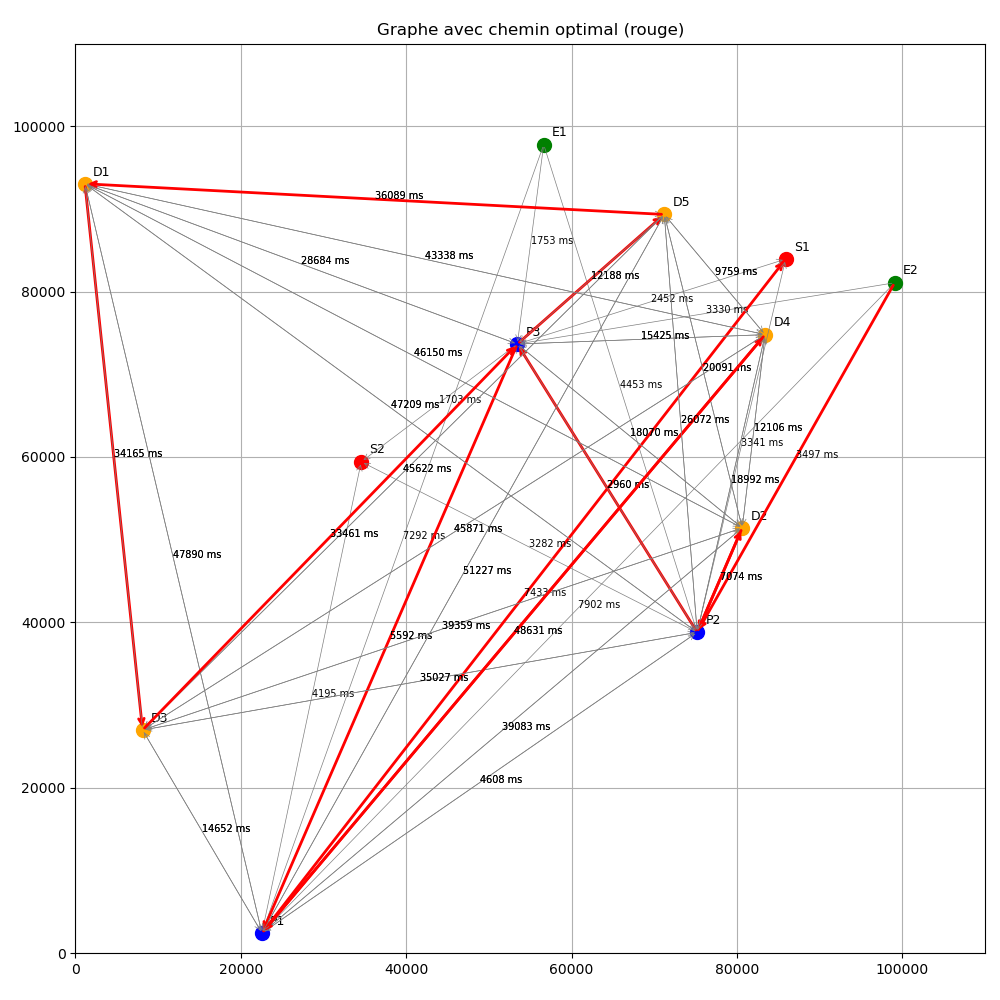 Graphe avec chemin optimal (rouge)
100000
80000
60000
40000
20000
0
0
20000
40000
60000
80000
100000
E1
D1
D5
S1
E2
D4
P3
S2
D2
P2
D3
P1
36089 ms
1753 ms
43338 ms
28684 ms
12188 ms
9759 ms
2452 ms
3330 ms
15425 ms
46150 ms
20091 ms
4453 ms
1703 ms
47209 ms
26072 ms
12106 ms
18070 ms
3341 ms
34165 ms
3497 ms
45622 ms
18992 ms
2960 ms
33461 ms
7292 ms
45871 ms
3282 ms
47890 ms
51227 ms
7074 ms
7433 ms
7902 ms
5592 ms
39359 ms
48631 ms
35027 ms
4195 ms
39083 ms
4608 ms
14652 ms